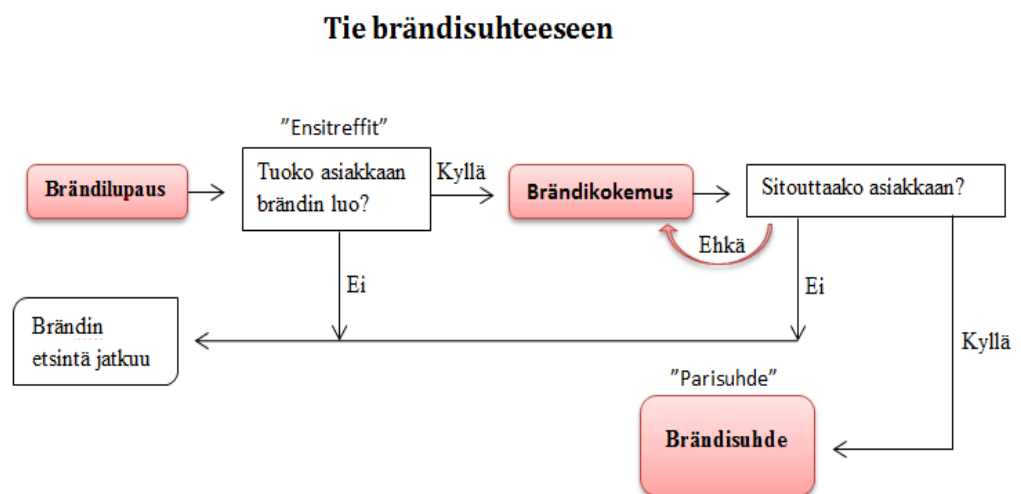 Tie brändisuhteeseen
”Ensitreffit”
Brändilupaus
Tuoko asiakkaan
brändin luo?
Kyllä
Brändikokemus
Sitouttaako asiakkaan?
Ehkä
Ei
Ei
Brändin
etsintä jatkuu
Kyllä
”Parisuhde”
Brändisuhde